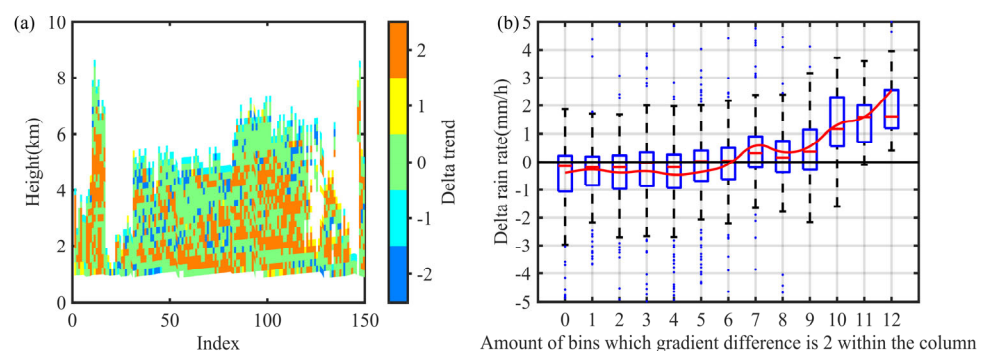 (a)
10
8
6
4
2
0
Height(km)
0 50 100 150
Index
2
1
0
-1
-2
Delta trend
(b)
5
4
3
2
1
0
-1
-2
-3
-4
-5
Delta rain rate(mm/h)
0 1 2 3 4 5 6 7 8 9 10 11 12
Amount of bins which gradient difference is 2 within the column